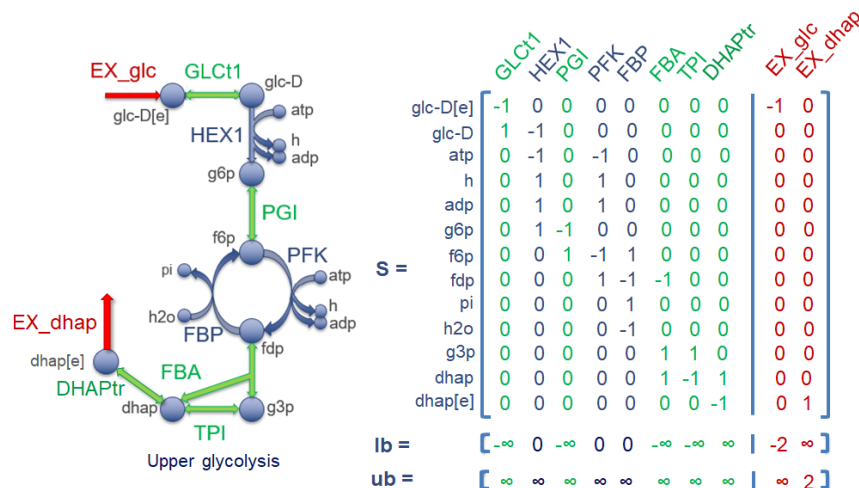 EX_glc
GLCt1
glc-D[e]
glc-D
HEX1
atp
h
adp
g6p
PGI
f6p
PFK
pi
atp
h2o
h
adp
FBP
fdp
EX_dhap
dhap[e]
FBA
DHAPtr
dhap
g3p
TPI
Upper glycolysis
GLCt1 HEX1 PGI PFK FBP FBA TPI DHAPtr EX_glc EX_dhap
glc-D[e] -1 0 0 0 0 0 0 0 -1 0
glc-D 1 -1 0 0 0 0 0 0 0 0
atp 0 -1 0 -1 0 0 0 0 0 0
h 0 1 0 1 0 0 0 0 0 0
adp 0 1 0 1 0 0 0 0 0 0
g6p 0 1 -1 0 0 0 0 0 0 0
f6p 0 0 1 -1 1 0 0 0 0 0
S =
fdp 0 0 0 1 -1 -1 0 0 0 0
pi 0 0 0 0 1 0 0 0 0 0
h2o 0 0 0 0 -1 0 0 0 0 0
g3p 0 0 0 0 0 1 1 0 0 0
dhap 0 0 0 0 0 1 -1 1 0 0
dhap[e] 0 0 0 0 0 0 0 -1 0 1
lb = [ -∞ 0 -∞ 0 0 -∞ -∞ ∞ | -2 ∞ ]
ub = [ ∞ ∞ ∞ ∞ ∞ ∞ ∞ ∞ | ∞ 2 ]